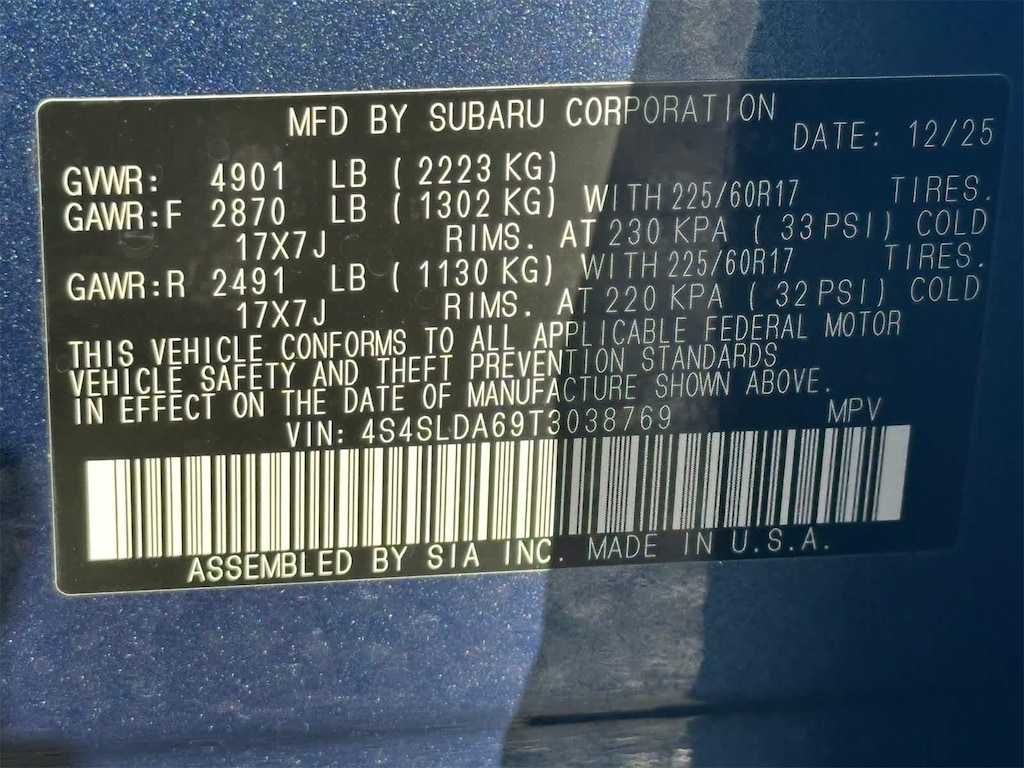 MFD BY SUBARU CORPORATION DATE: 12/25
GVWR: 4901 LB ( 2223 KG)
GAWR:F 2870 LB ( 1302 KG) WITH 225/60R17 TIRES.
17X7J RIMS. AT 230 KPA ( 33 PSI) COLD
GAWR:R 2491 LB ( 1130 KG) WITH 225/60R17 TIRES.
17X7J RIMS. AT 220 KPA ( 32 PSI) COLD
THIS VEHICLE CONFORMS TO ALL APPLICABLE FEDERAL MOTOR
VEHICLE SAFETY AND THEFT PREVENTION STANDARDS
IN EFFECT ON THE DATE OF MANUFACTURE SHOWN ABOVE.
VIN: 4S4SLDA69T3038769 MPV
ASSEMBLED BY SIA INC. MADE IN U.S.A.